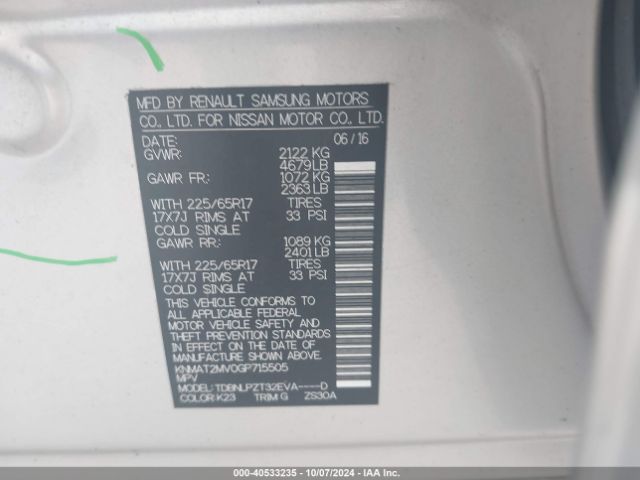 MFD BY RENAULT SAMSUNG MOTORS
CO., LTD. FOR NISSAN MOTOR CO., LTD.
DATE: 06/16
GVWR: 2122 KG
4679 LB
GAWR FR: 1072 KG
2363 LB
WITH 225/65R17 TIRES
17X7J RIMS AT 33 PSI
COLD SINGLE
GAWR RR: 1089 KG
2401 LB
WITH 225/65R17 TIRES
17X7J RIMS AT 33 PSI
COLD SINGLE
THIS VEHICLE CONFORMS TO
ALL APPLICABLE FEDERAL
MOTOR VEHICLE SAFETY AND
THEFT PREVENTION STANDARDS
IN EFFECT ON THE DATE OF
MANUFACTURE SHOWN ABOVE.
KNMAT2MV0GP715505
MPV
MODEL: TDBNLPZT32EVA----D
COLOR K23 TRIM G ZS30A
000-40533235 - 10/07/2024 - IAA Inc.